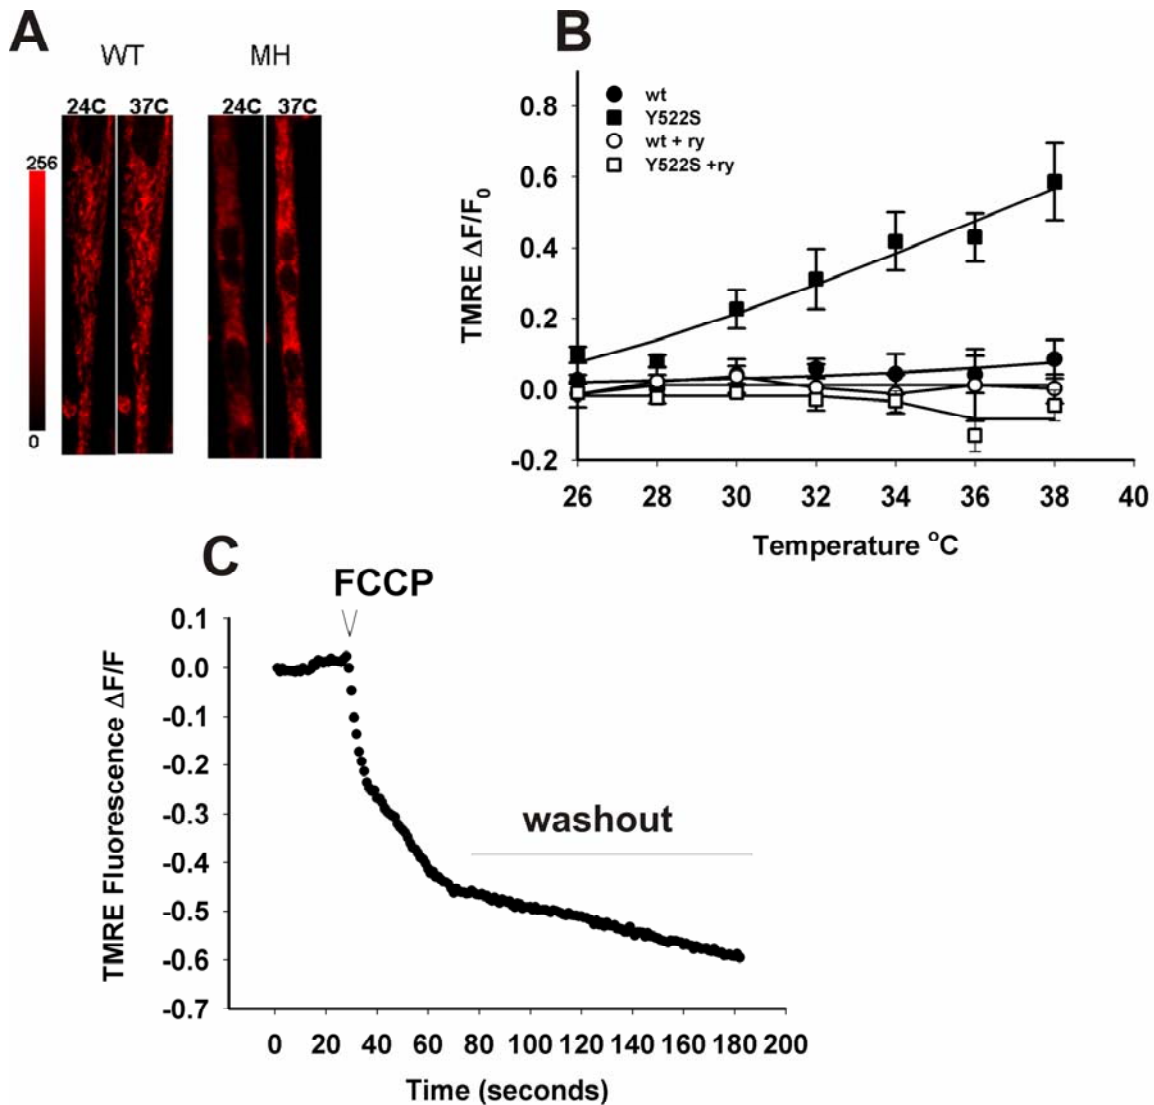 A
WT MH
24C 37C 24C 37C
256
0
B
wt
Y522S
wt + ry
Y522S +ry
0.8
0.6
0.4
0.2
0.0
-0.2
TMRE ΔF/F0
26 28 30 32 34 36 38 40
Temperature oC
C
FCCP
washout
0.1
0.0
-0.1
-0.2
-0.3
-0.4
-0.5
-0.6
-0.7
TMRE Fluorescence ΔF/F
0 20 40 60 80 100 120 140 160 180 200
Time (seconds)